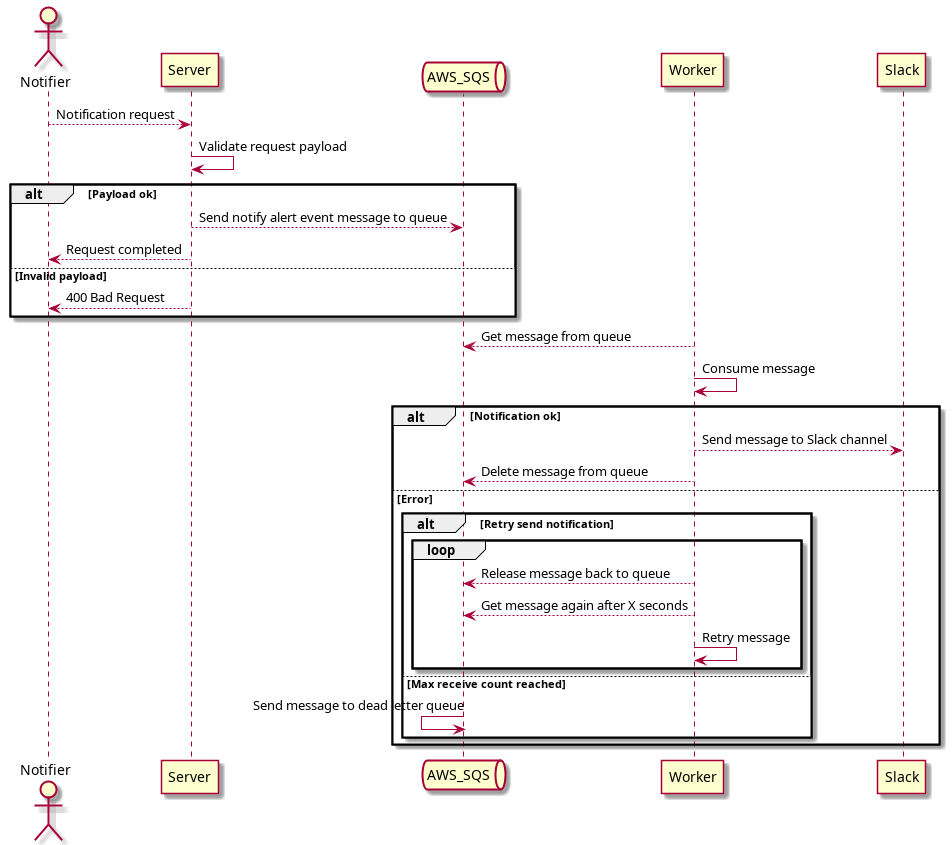 Notifier
Server
AWS_SQS
Worker
Slack
Notification request
Validate request payload
alt [Payload ok]
Send notify alert event message to queue
Request completed
[Invalid payload]
400 Bad Request
Get message from queue
Consume message
alt [Notification ok]
Send message to Slack channel
Delete message from queue
[Error]
alt [Retry send notification]
loop
Release message back to queue
Get message again after X seconds
Retry message
[Max receive count reached]
Send message to dead letter queue
Notifier
Server
AWS_SQS
Worker
Slack